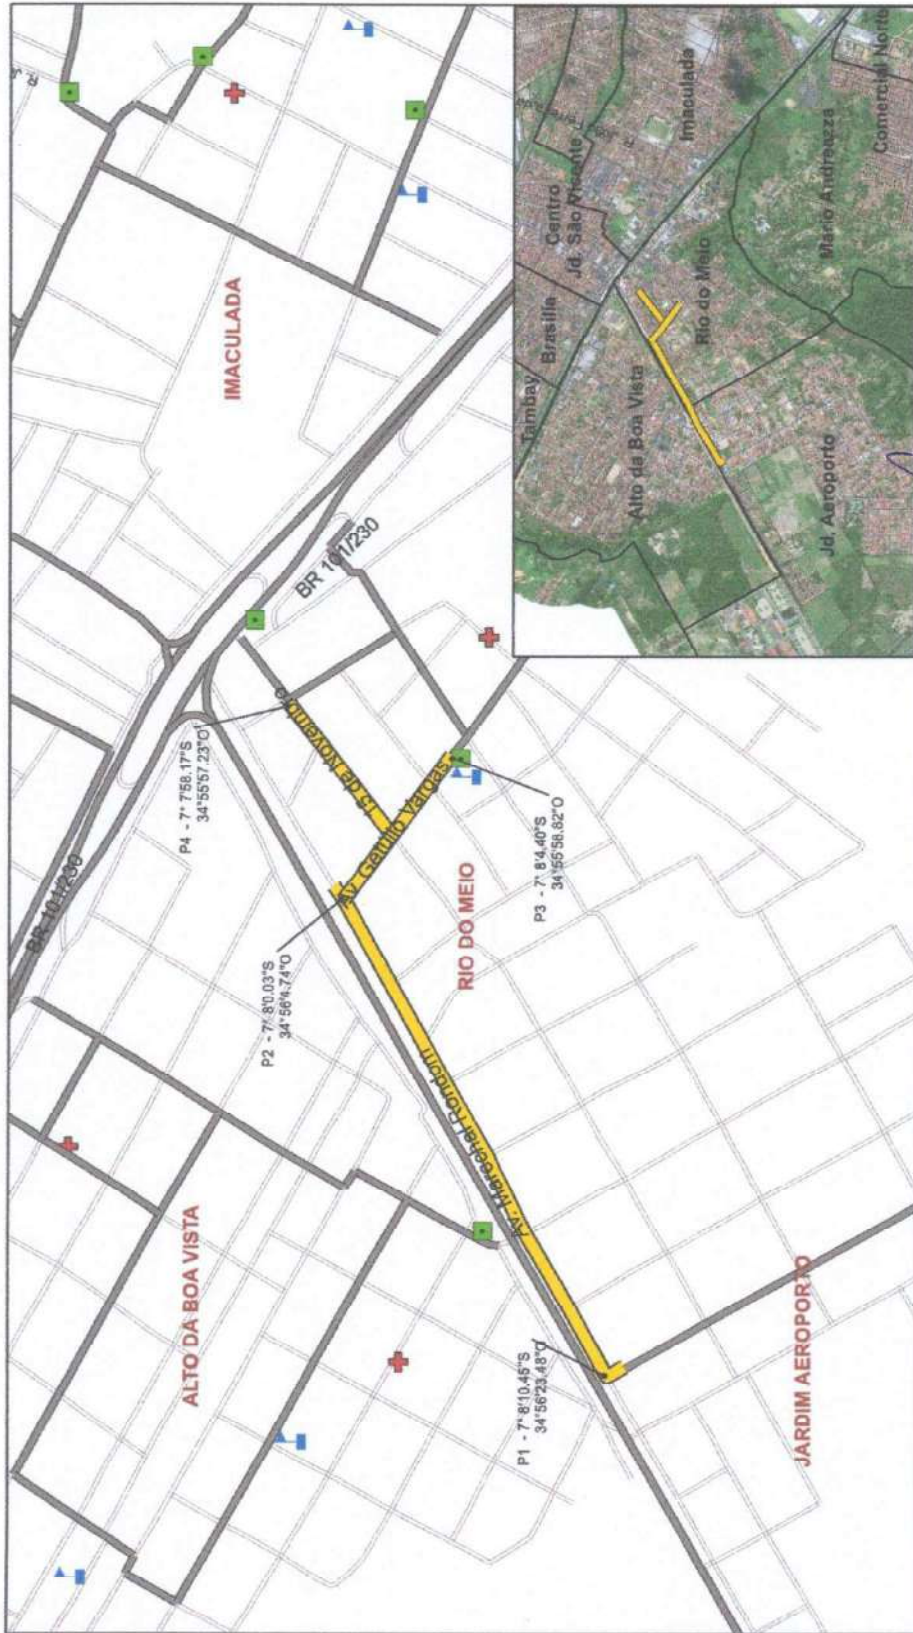 BR 101/230
BR 101/230
IMACULADA
ALTO DA BOA VISTA
RIO DO MEIO
JARDIM AEROPORTO
P4 - 7° 7'58.17"S
34°55'57.23"O
P2 - 7° 8'0.03"S
34°56'4.74"O
P3 - 7° 8'4.40"S
34°55'58.82"O
P1 - 7° 8'10.45"S
34°56'23.48"O
15 de Novembro
Av. Getúlio Vargas
Av. Marechal Rondom
Tambay
Brasília
Centro
Jd. São Vicente
Imaculada
Alto da Boa Vista
Rio do Meio
Mario Andreazza
Comercial Norte
Jd. Aeroporto